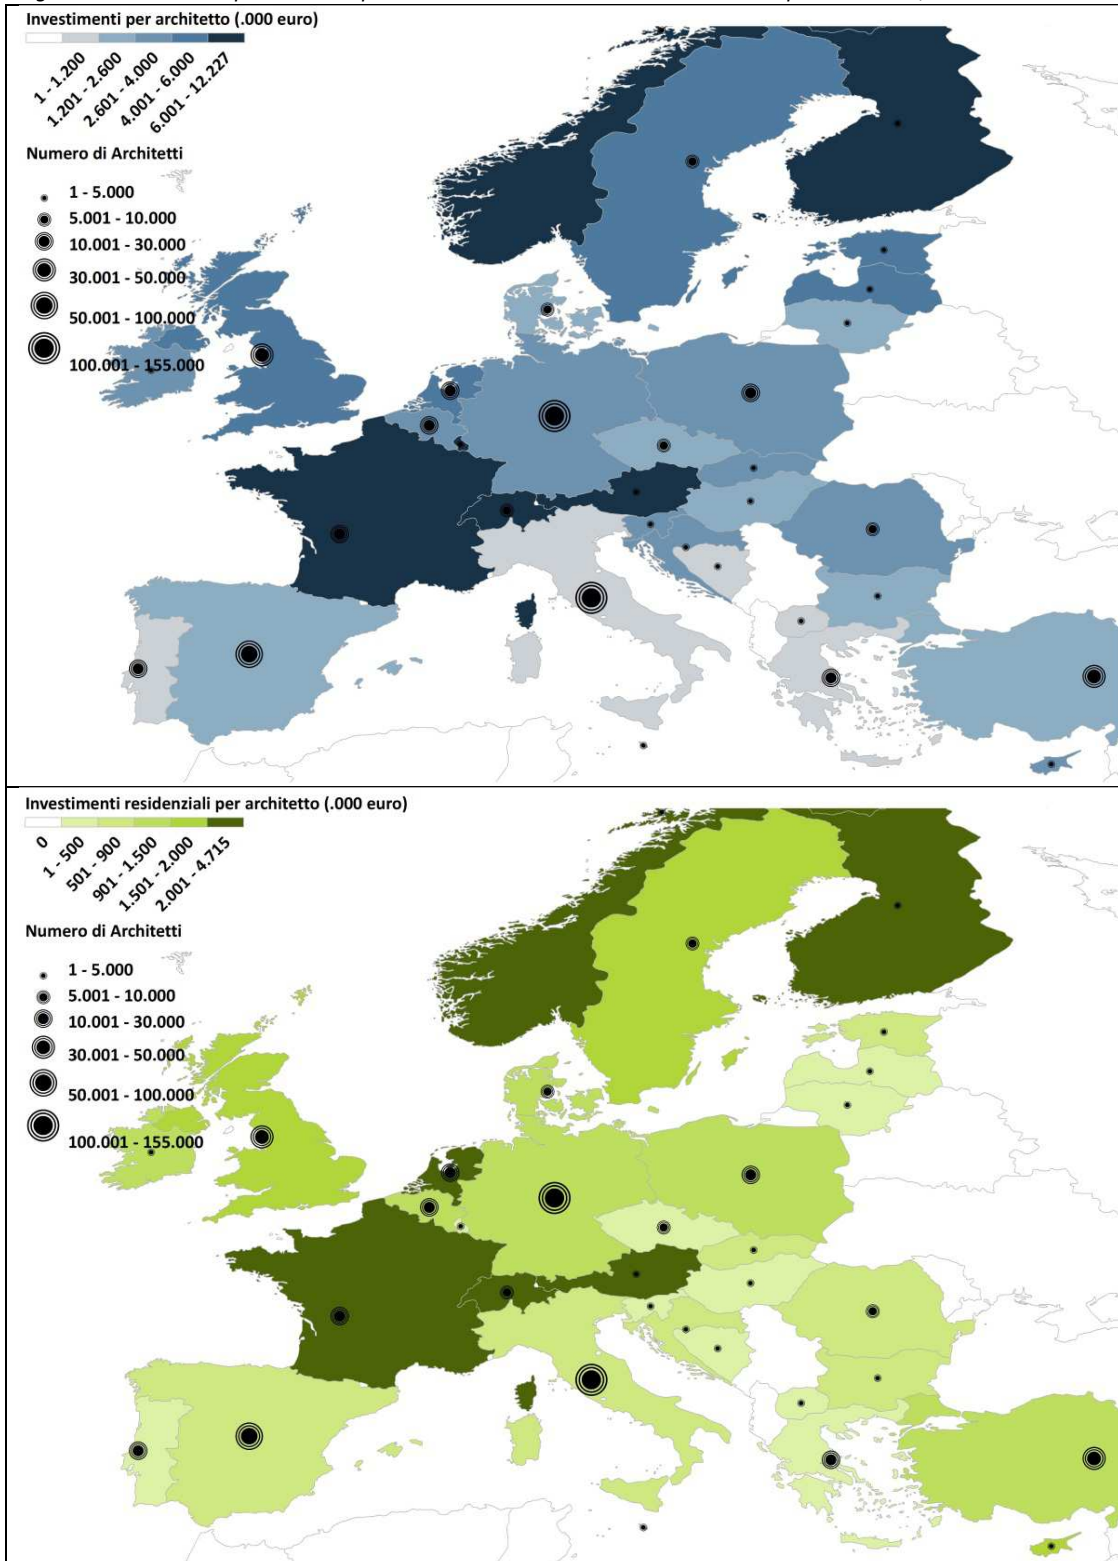 Investimenti per architetto (.000 euro)
1 - 1.200
1.201 - 2.600
2.601 - 4.000
4.001 - 6.000
6.001 - 12.227
Numero di Architetti
1 - 5.000
5.001 - 10.000
10.001 - 30.000
30.001 - 50.000
50.001 - 100.000
100.001 - 155.000
Investimenti residenziali per architetto (.000 euro)
0
1 - 500
501 - 900
901 - 1.500
1.501 - 2.000
2.001 - 4.715
Numero di Architetti
1 - 5.000
5.001 - 10.000
10.001 - 30.000
30.001 - 50.000
50.001 - 100.000
100.001 - 155.000